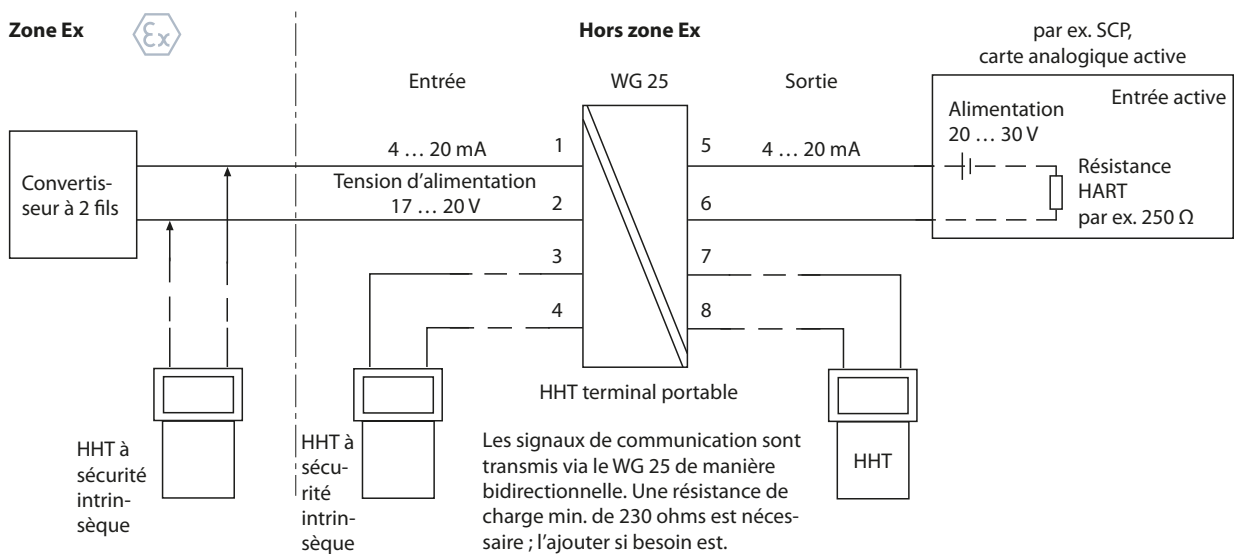 Zone Ex
Ex
Hors zone Ex
par ex. SCP,
carte analogique active
Entrée
WG 25
Sortie
Entrée active
Alimentation
20 … 30 V
Convertis-
seur à 2 fils
4 … 20 mA
1
5
4 … 20 mA
Tension d'alimentation
17 … 20 V
2
6
Résistance
HART
par ex. 250 Ω
3
7
4
8
HHT terminal portable
HHT à
sécurité
intrin-
sèque
HHT à
sécu-
rité
intrin-
sèque
Les signaux de communication sont
transmis via le WG 25 de manière
bidirectionnelle. Une résistance de
charge min. de 230 ohms est néces-
saire ; l'ajouter si besoin est.
HHT